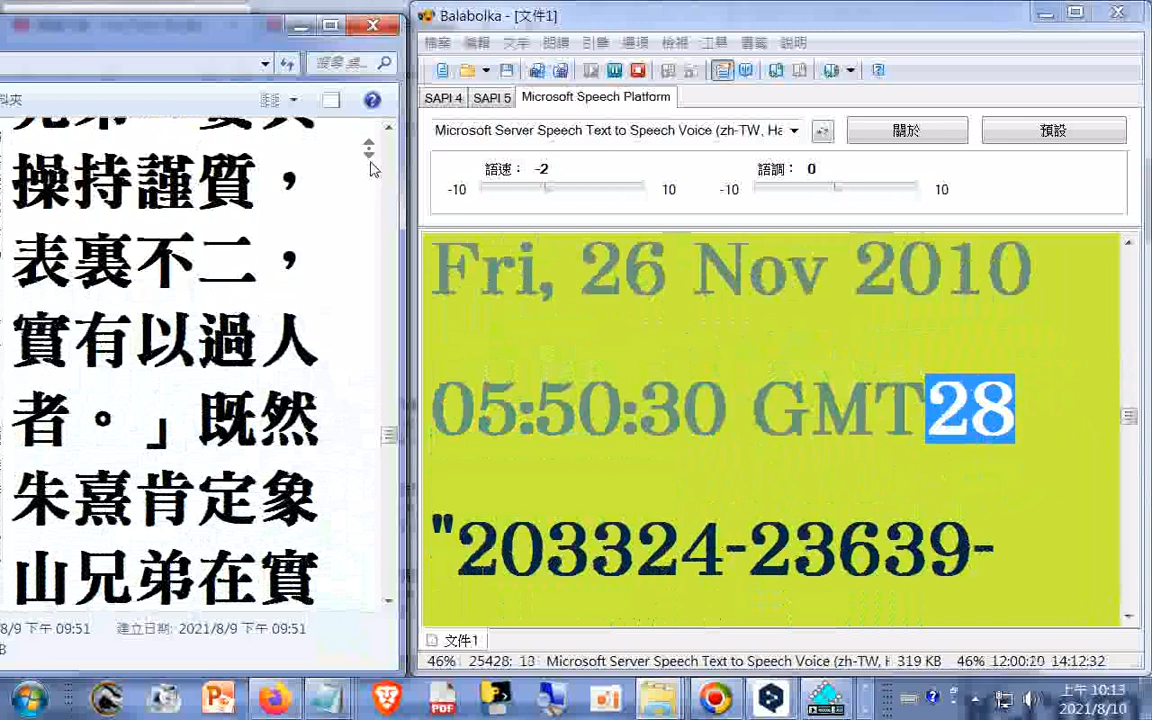 Balabolka - [文件1]
檔案 編輯 文字 閱讀 引擎 選項 檢視 工具 書籤 說明
SAPI 4 SAPI 5 Microsoft Speech Platform
Microsoft Server Speech Text to Speech Voice (zh-TW, Ha
關於
預設
語速： -2
語調： 0
-10 10 -10 10
Fri, 26 Nov 2010
05:50:30 GMT28
"203324-23639-
文件1
46% 25428: 13 Microsoft Server Speech Text to Speech Voice (zh-TW, H 319 KB 46% 12:00:20 14:12:32
料夾
操持謹質，
表裏不二，
實有以過人
者。」既然
朱熹肯定象
山兄弟在實
8/9 下午 09:51 建立日期: 2021/8/9 下午 09:51
PDF
上午 10:13
2021/8/10